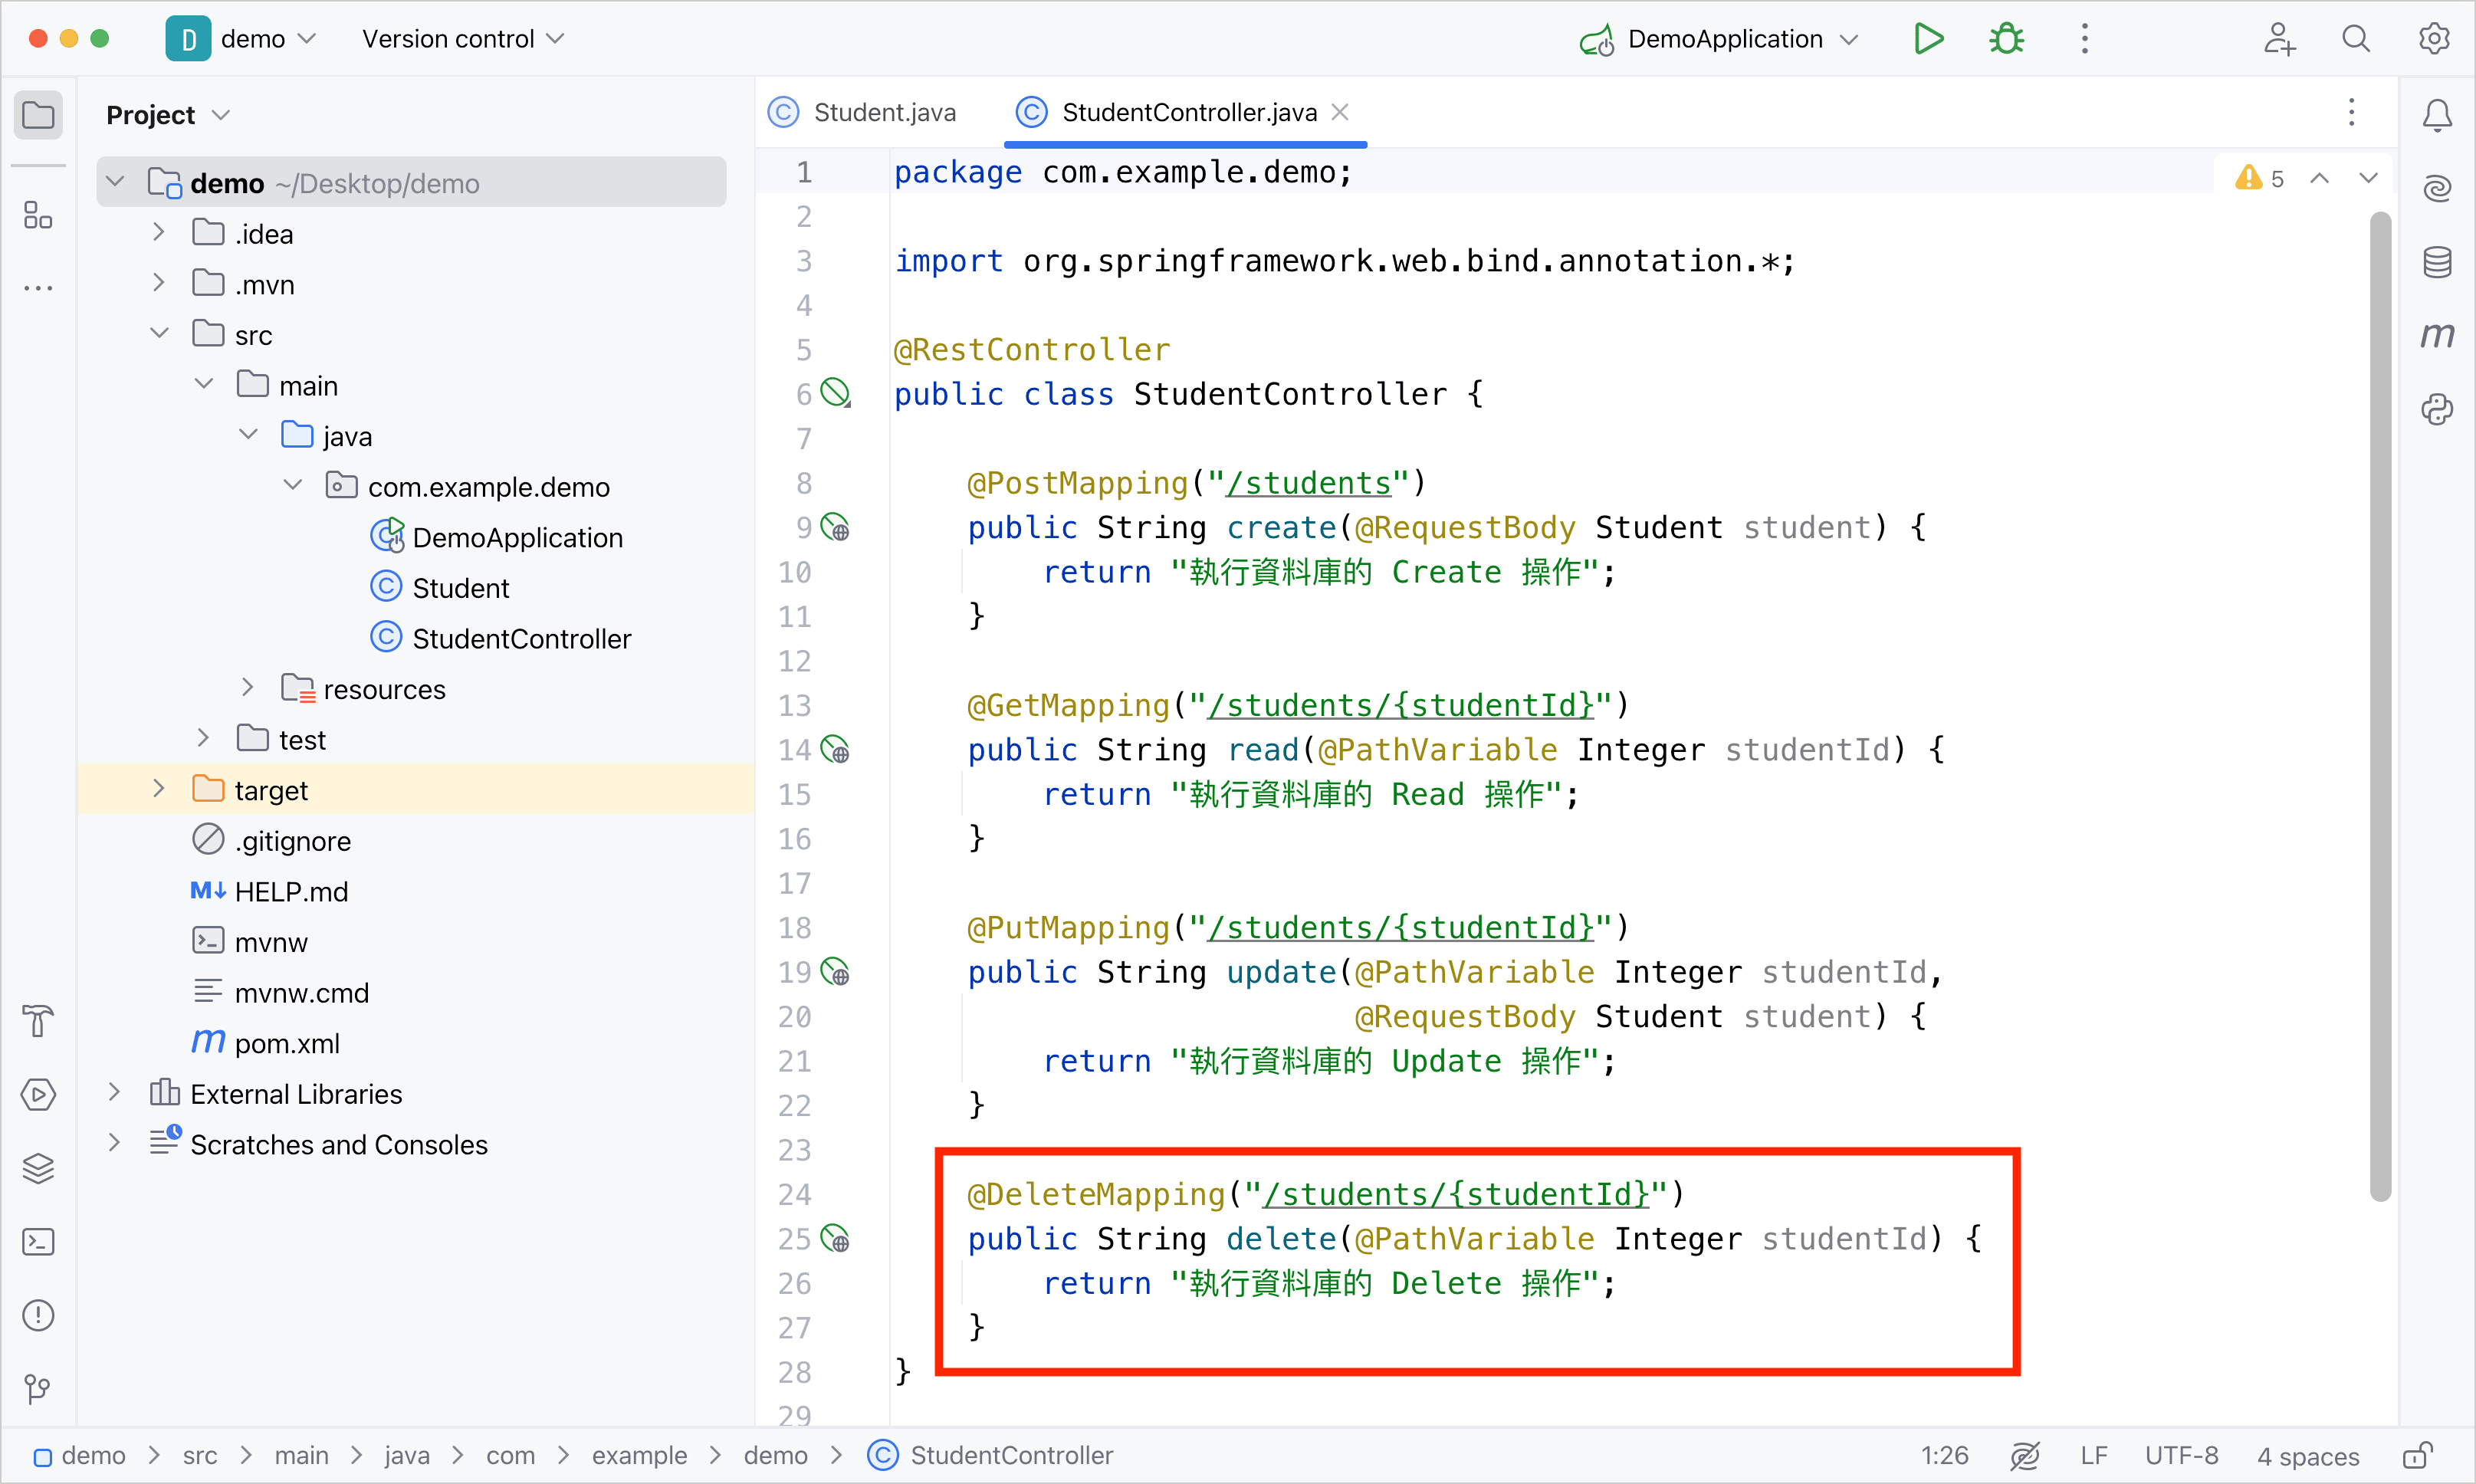 D demo Version control DemoApplication
Project
demo ~/Desktop/demo
.idea
.mvn
src
main
java
com.example.demo
DemoApplication
Student
StudentController
resources
test
target
.gitignore
M↓ HELP.md
mvnw
mvnw.cmd
m pom.xml
External Libraries
Scratches and Consoles
Student.java StudentController.java
5
1 package com.example.demo;
2
3 import org.springframework.web.bind.annotation.*;
4
5 @RestController
6 public class StudentController {
7
8 @PostMapping("/students")
9 public String create(@RequestBody Student student) {
10 return "執行資料庫的 Create 操作";
11 }
12
13 @GetMapping("/students/{studentId}")
14 public String read(@PathVariable Integer studentId) {
15 return "執行資料庫的 Read 操作";
16 }
17
18 @PutMapping("/students/{studentId}")
19 public String update(@PathVariable Integer studentId,
20 @RequestBody Student student) {
21 return "執行資料庫的 Update 操作";
22 }
23
24 @DeleteMapping("/students/{studentId}")
25 public String delete(@PathVariable Integer studentId) {
26 return "執行資料庫的 Delete 操作";
27 }
28 }
29
demo > src > main > java > com > example > demo > StudentController 1:26 LF UTF-8 4 spaces